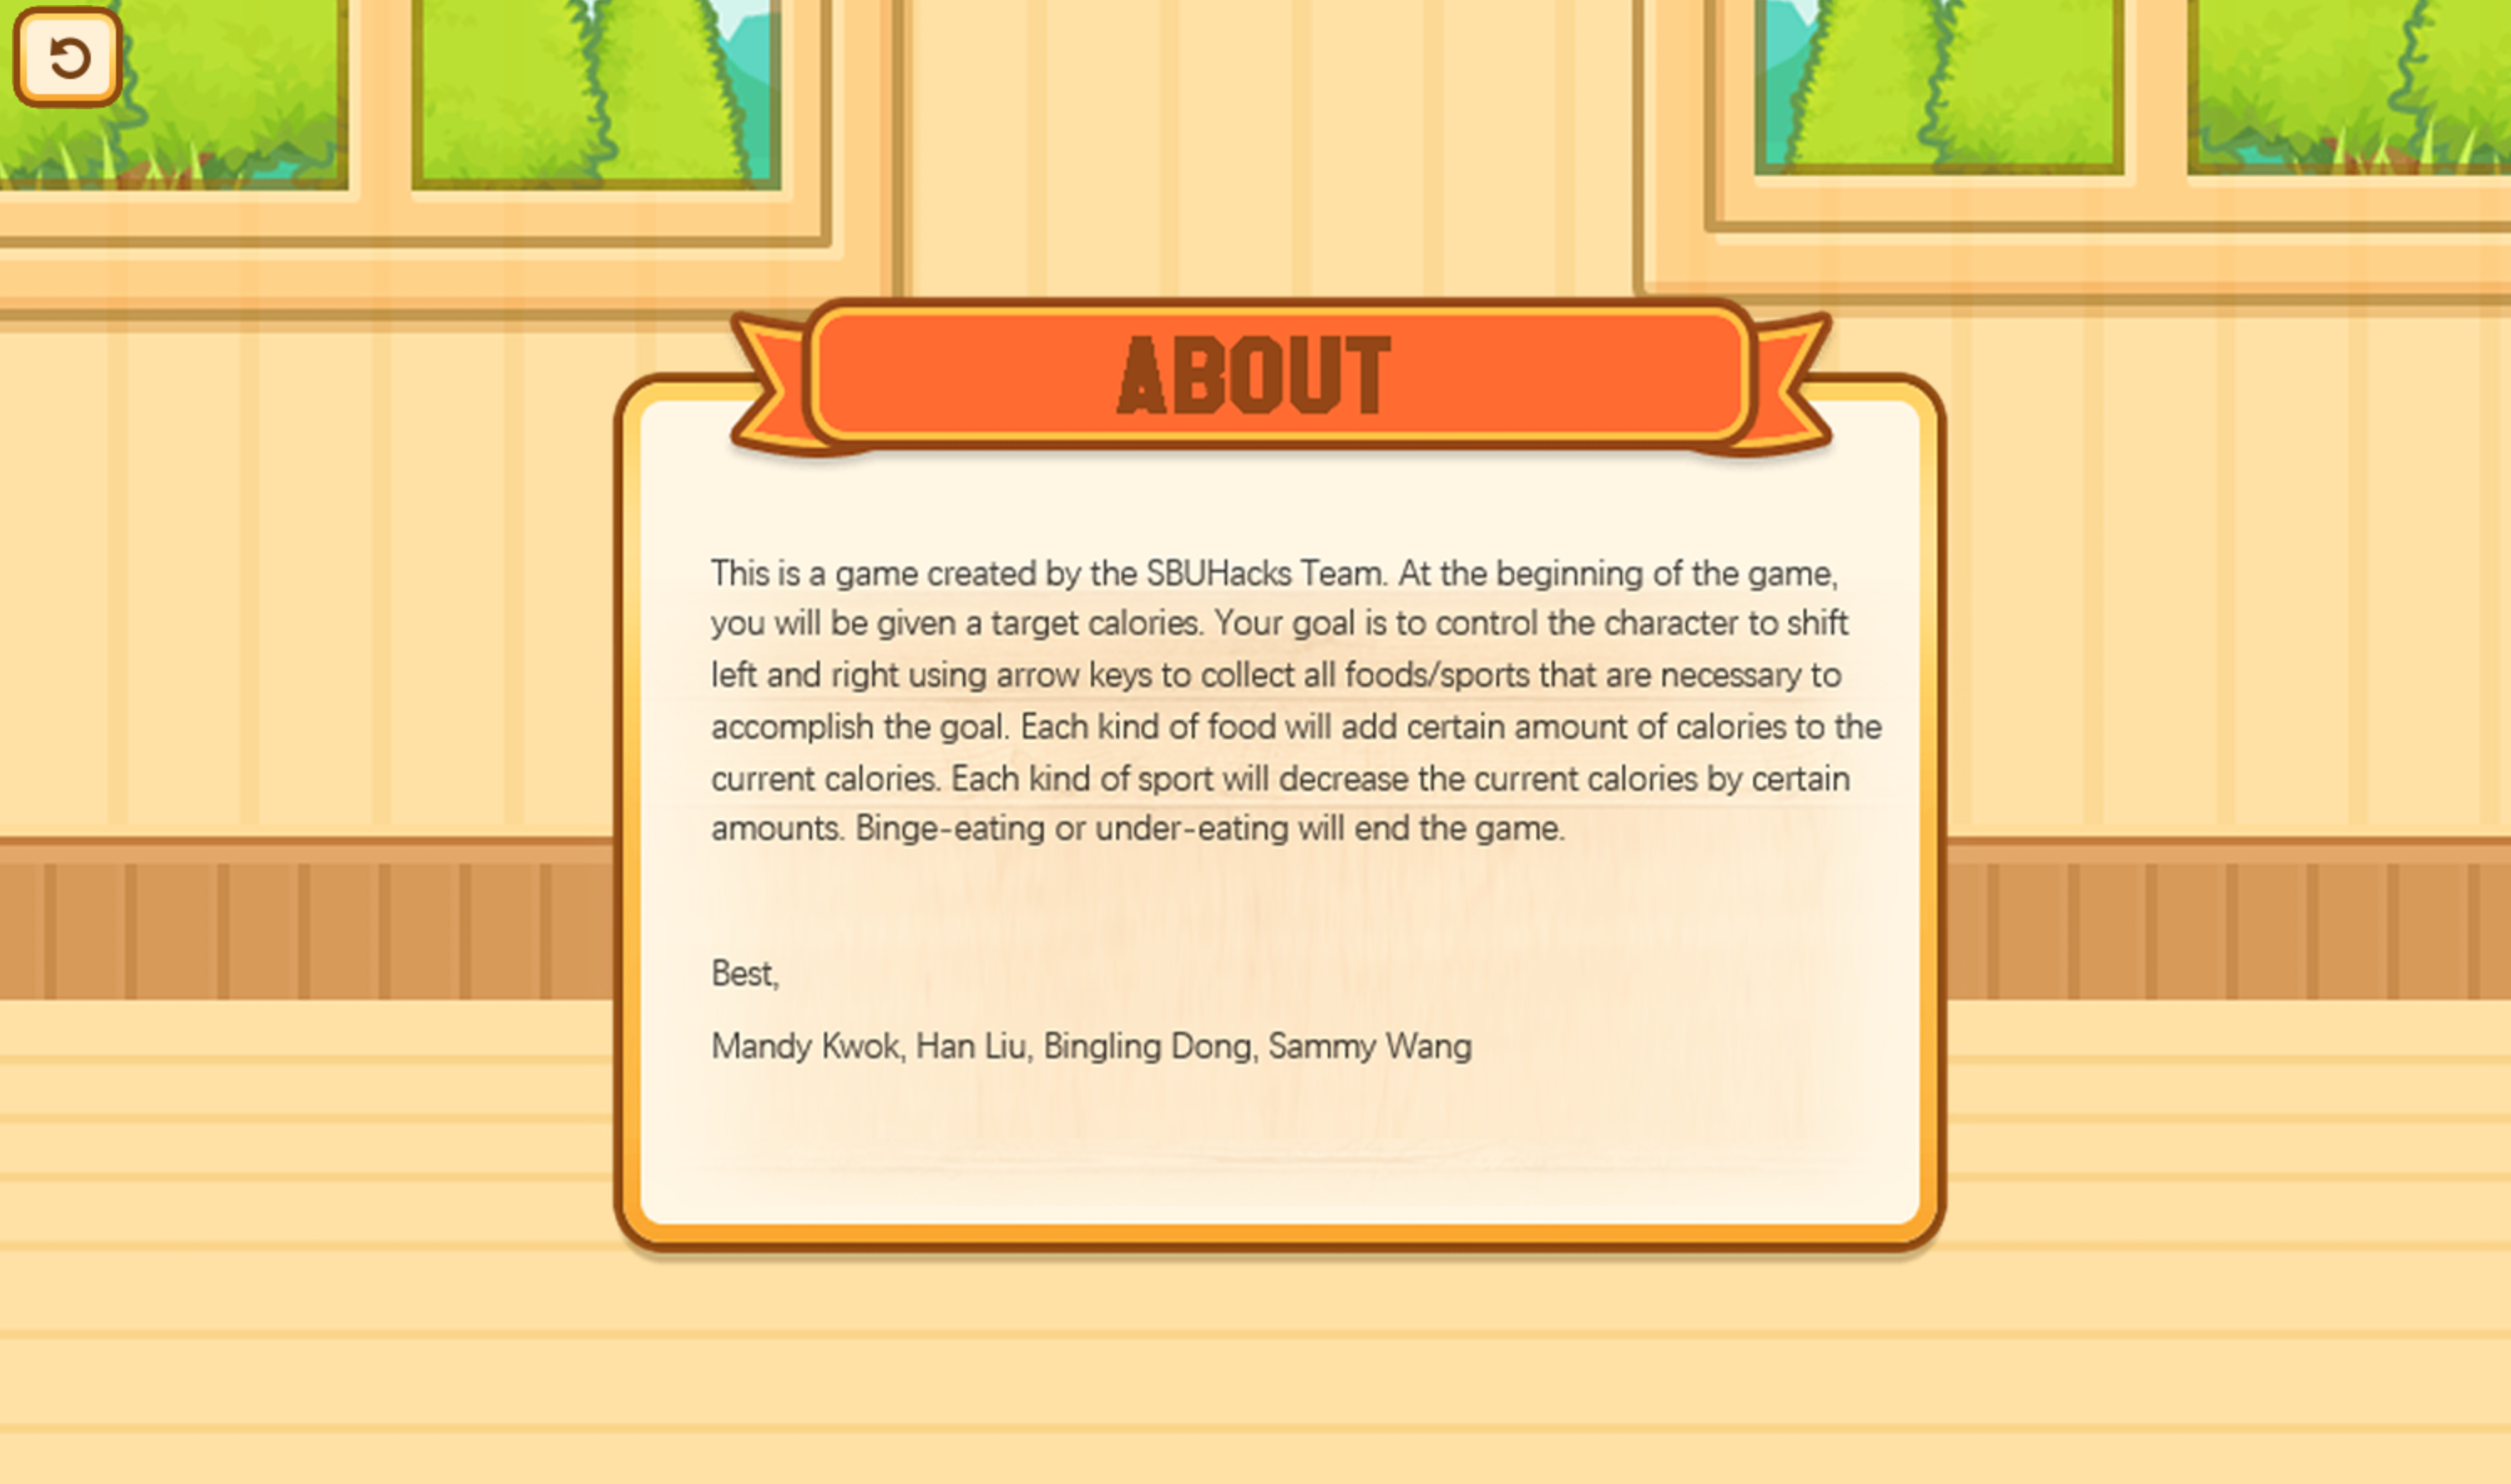 ABOUT
This is a game created by the SBUHacks Team. At the beginning of the game,
you will be given a target calories. Your goal is to control the character to shift
left and right using arrow keys to collect all foods/sports that are necessary to
accomplish the goal. Each kind of food will add certain amount of calories to the
current calories. Each kind of sport will decrease the current calories by certain
amounts. Binge-eating or under-eating will end the game.
Best,
Mandy Kwok, Han Liu, Bingling Dong, Sammy Wang